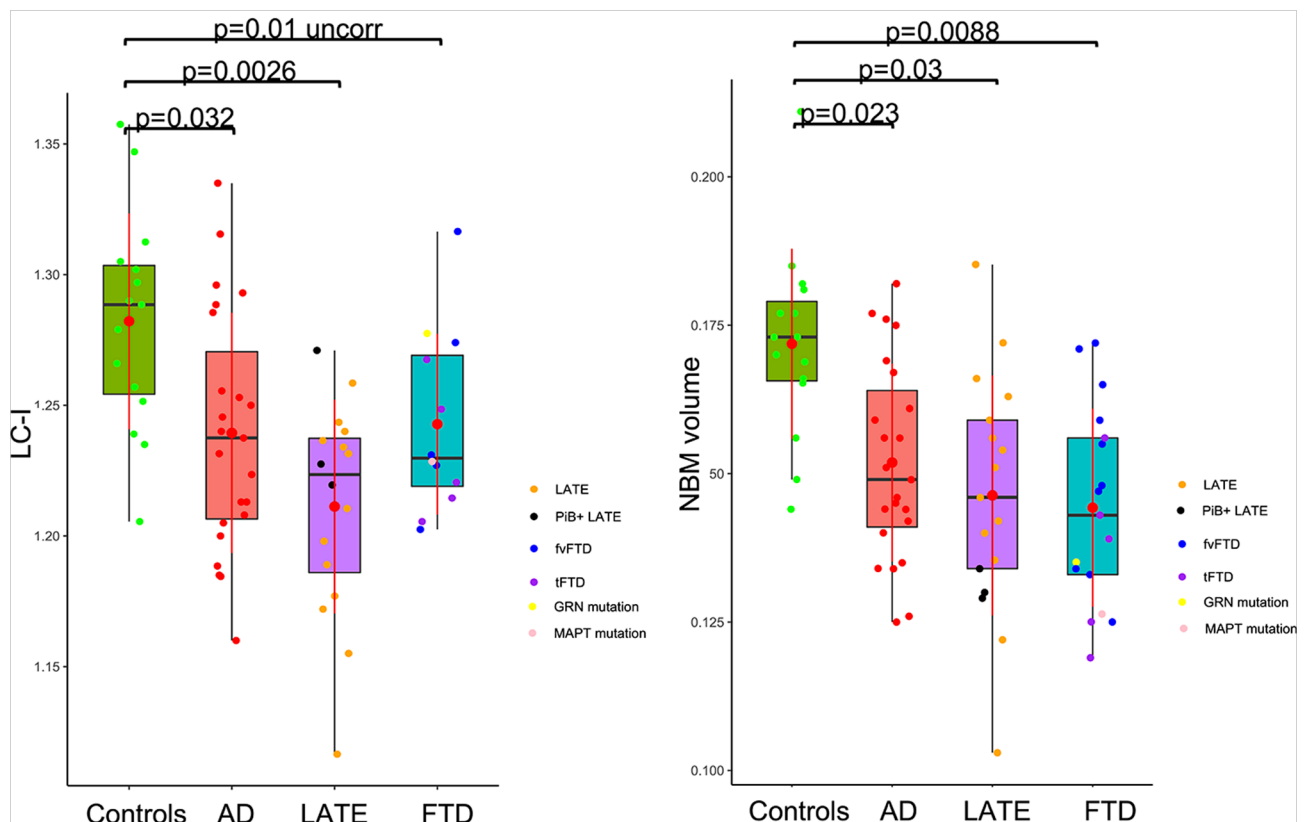 p=0.01 uncorr
p=0.0026
p=0.032
LC-I
1.35
1.30
1.25
1.20
1.15
Controls AD LATE FTD
LATE
PiB+ LATE
fvFTD
tFTD
GRN mutation
MAPT mutation
p=0.0088
p=0.03
p=0.023
NBM volume
0.200
0.175
50
0.125
0.100
Controls AD LATE FTD
LATE
PiB+ LATE
fvFTD
tFTD
GRN mutation
MAPT mutation